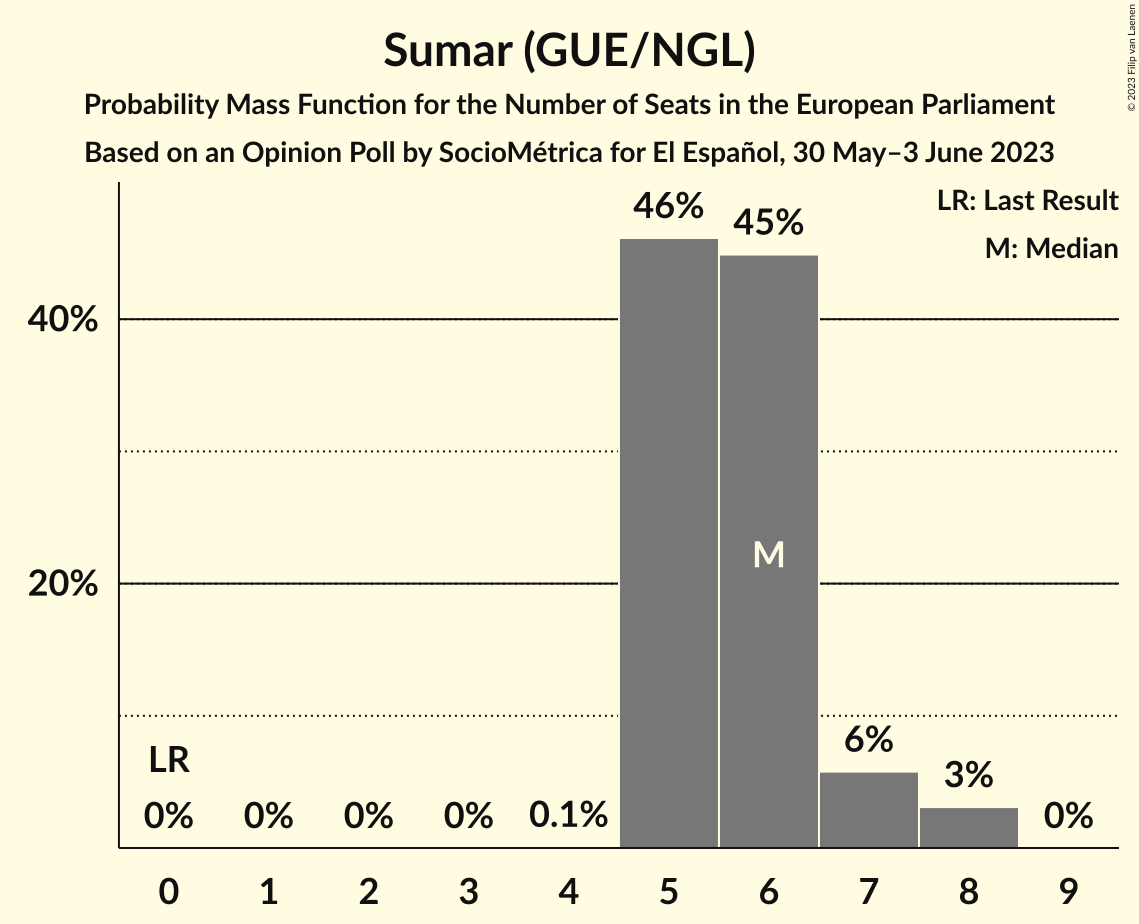 Sumar (GUE/NGL)
Probability Mass Function for the Number of Seats in the European Parliament
Based on an Opinion Poll by SocioMétrica for El Español, 30 May–3 June 2023
© 2023 Filip van Laenen
LR: Last Result
M: Median
46%
45%
40%
M
20%
6%
LR
3%
0% 0% 0% 0% 0.1% 0%
0 1 2 3 4 5 6 7 8 9